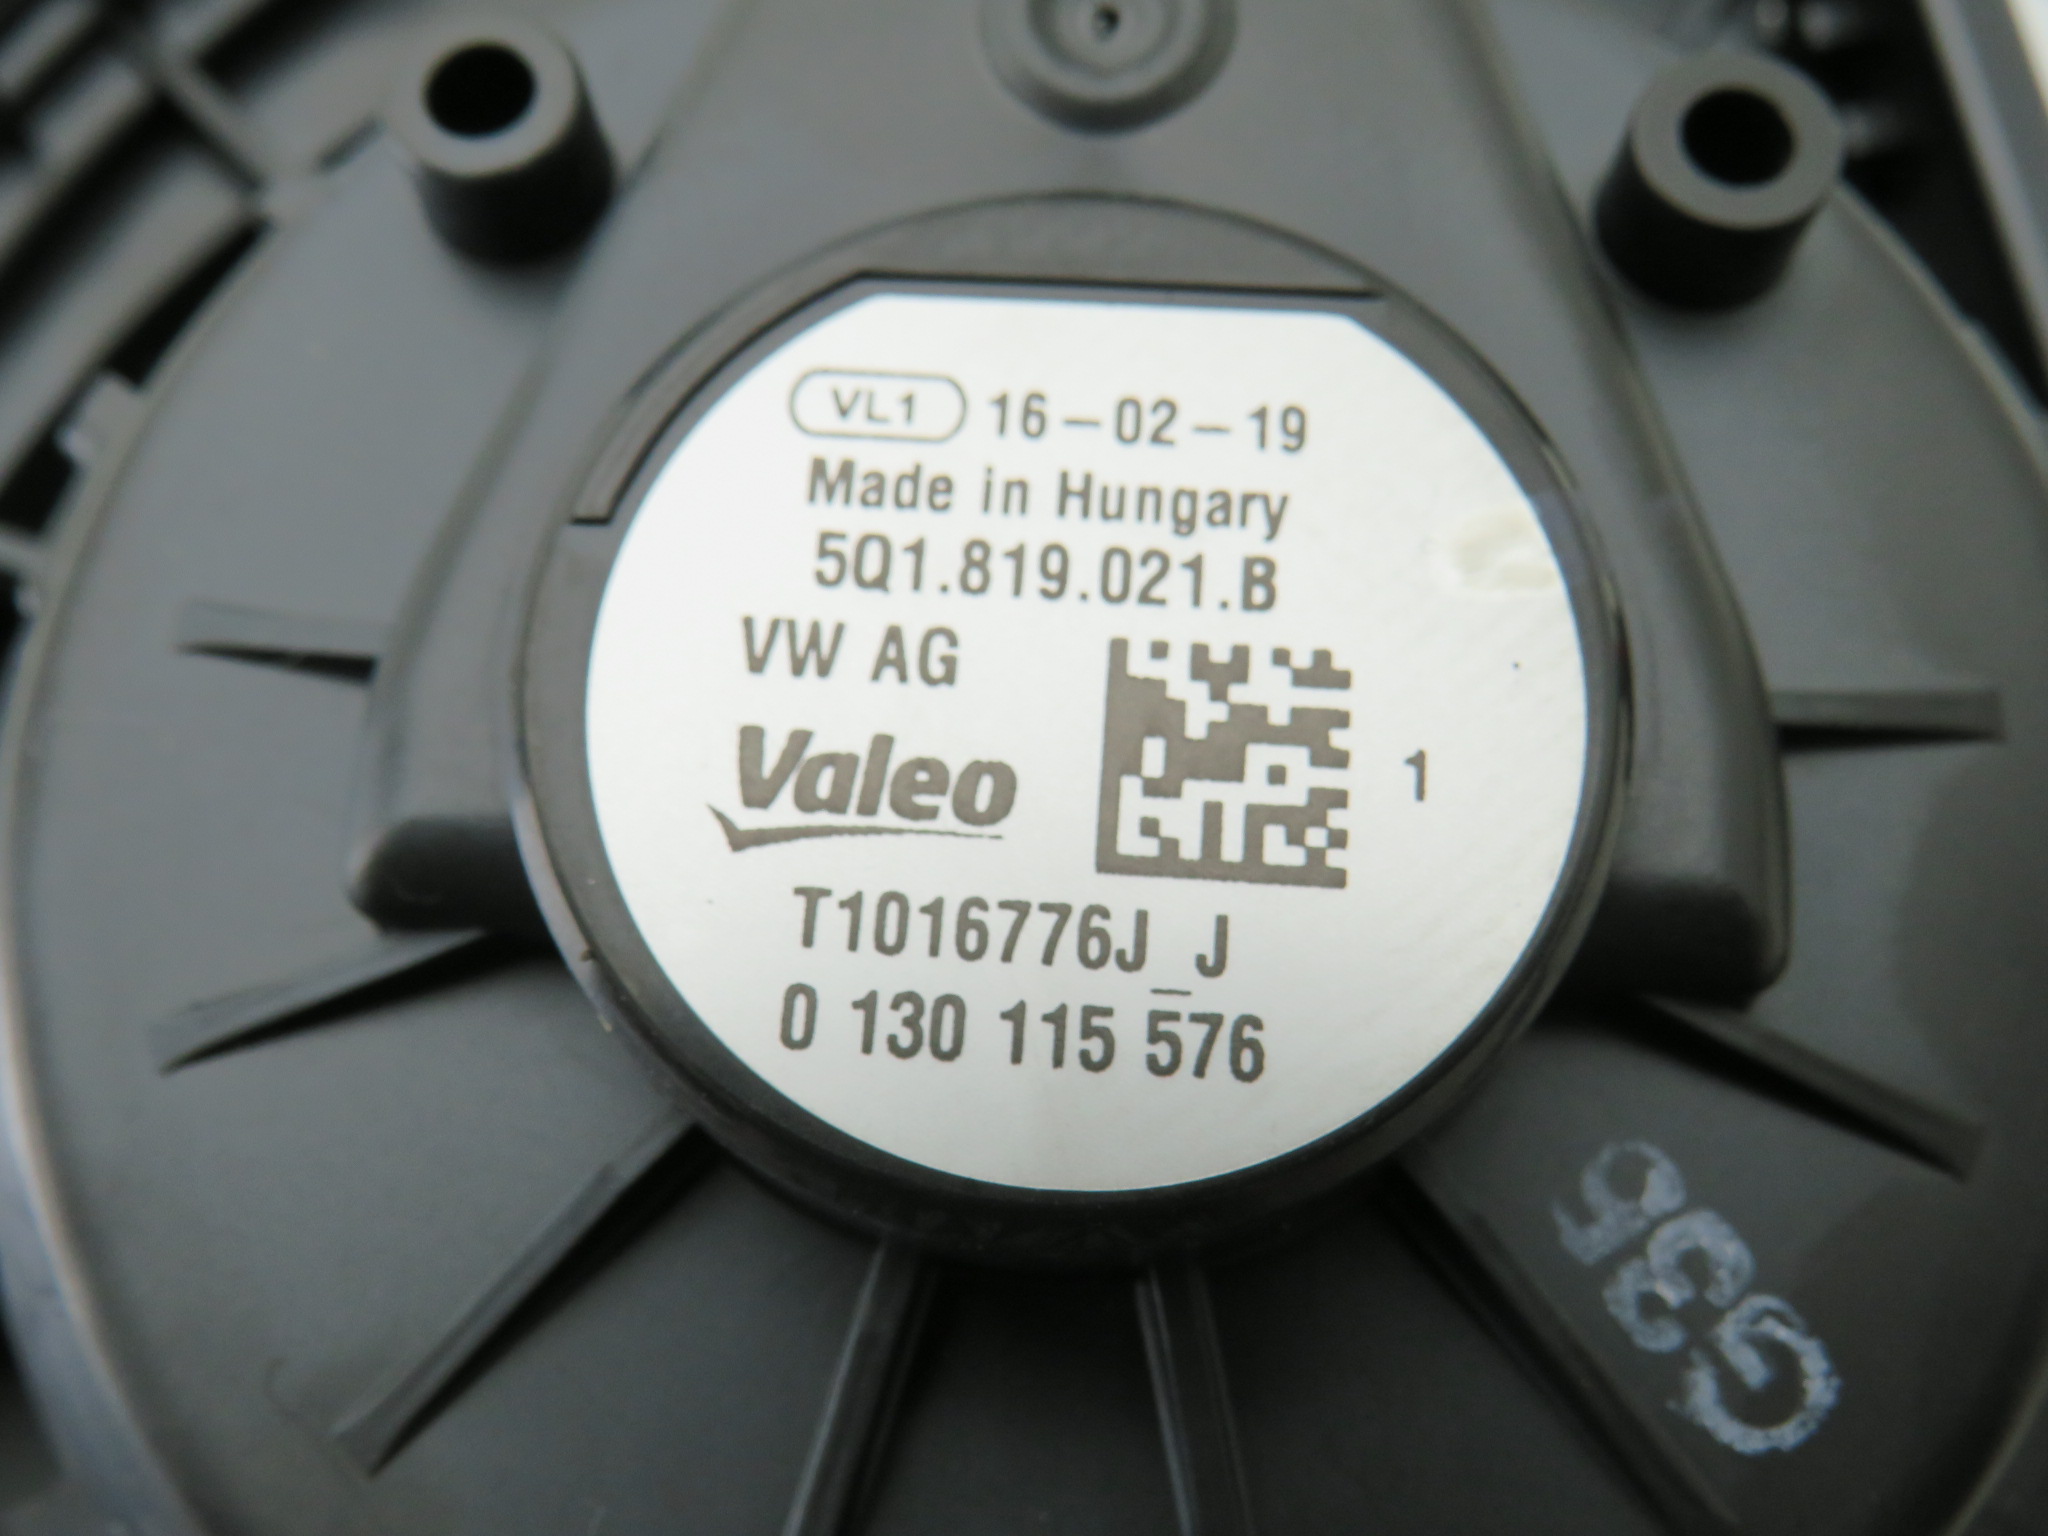 VL1 16-02-19
Made in Hungary
5Q1.819.021.B
VW AG
Valeo
1
T1016776J_J
0 130 115 576
G36